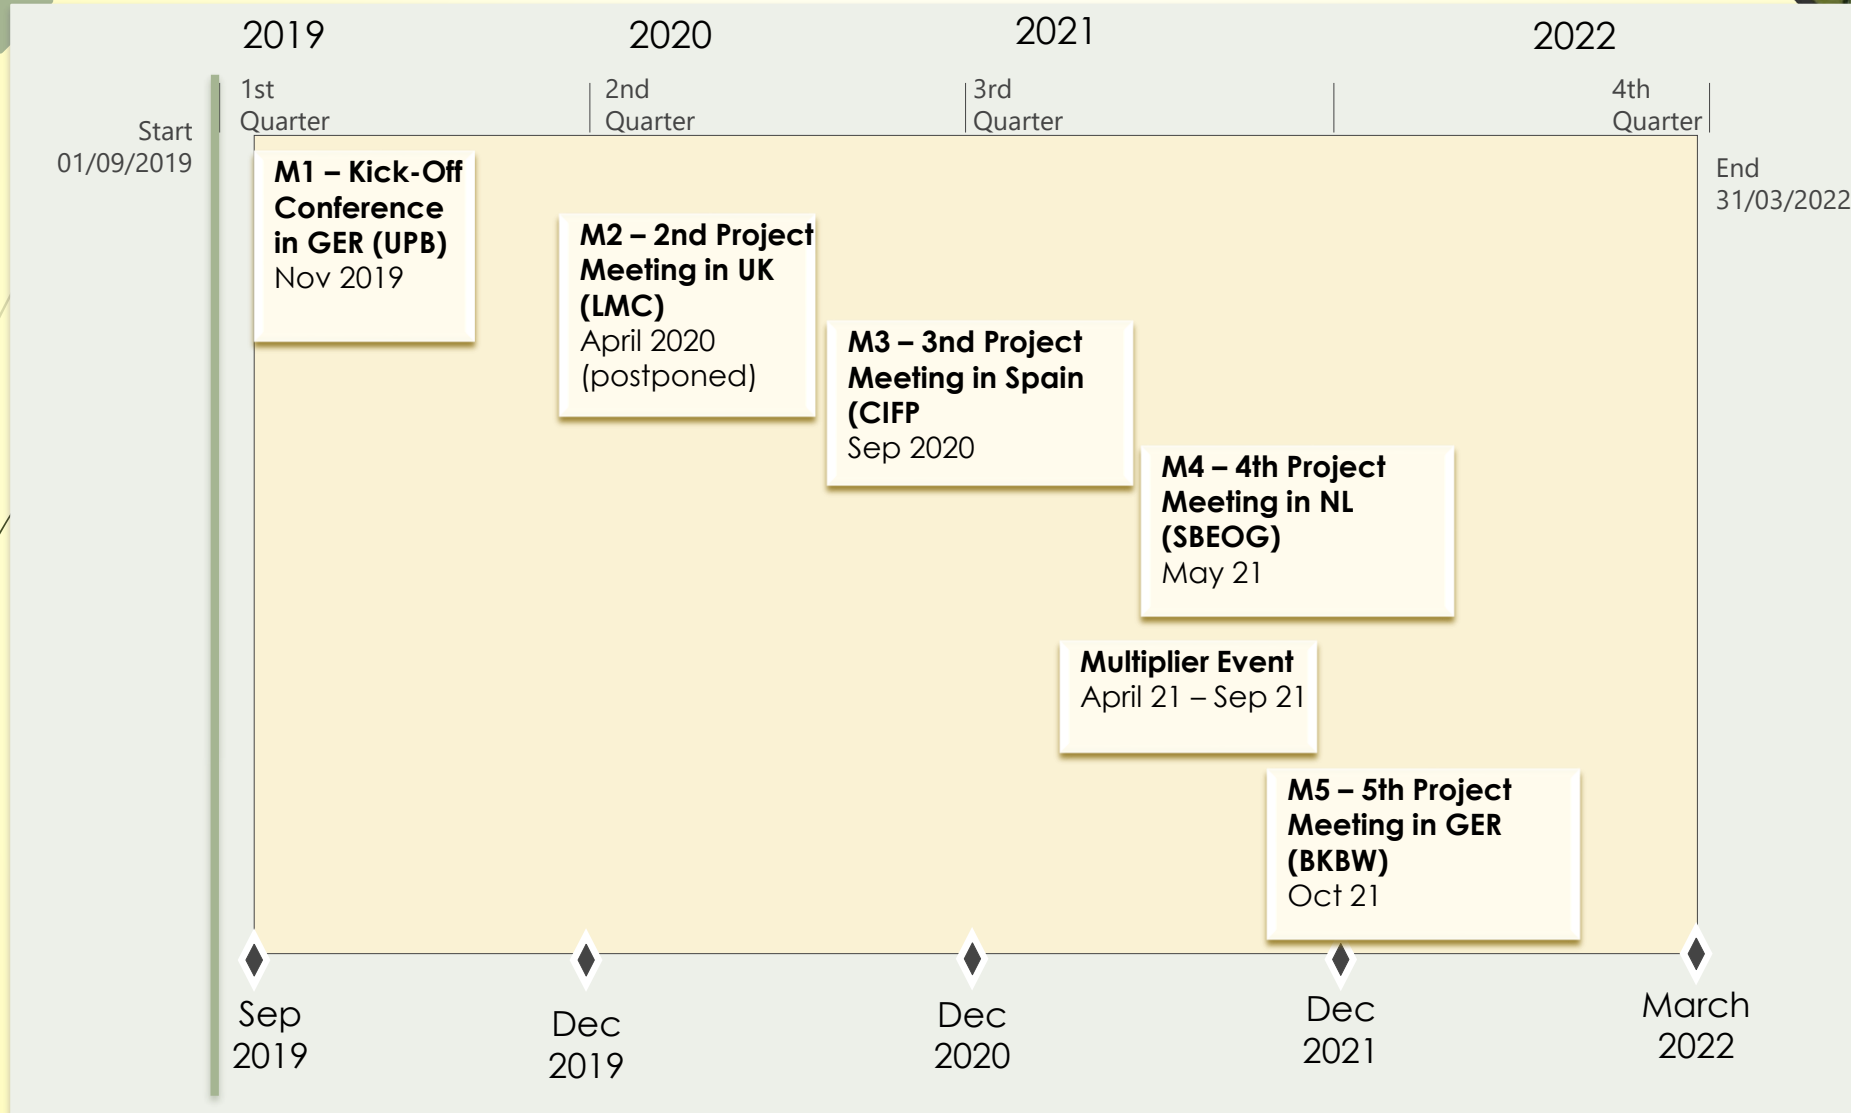 2019
2020
2021
2022
1st
Quarter
2nd
Quarter
3rd
Quarter
4th
Quarter
Start
01/09/2019
End
31/03/2022
M1 – Kick-Off
Conference
in GER (UPB)
Nov 2019
M2 – 2nd Project
Meeting in UK
(LMC)
April 2020
(postponed)
M3 – 3nd Project
Meeting in Spain
(CIFP
Sep 2020
M4 – 4th Project
Meeting in NL
(SBEOG)
May 21
Multiplier Event
April 21 – Sep 21
M5 – 5th Project
Meeting in GER
(BKBW)
Oct 21
Sep
2019
Dec
2019
Dec
2020
Dec
2021
March
2022